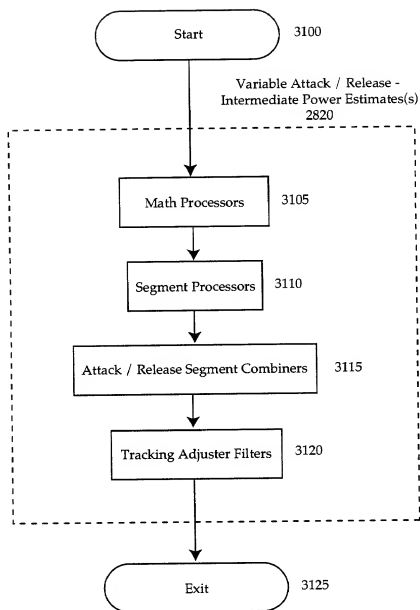 Start
3100
Variable Attack / Release -
Intermediate Power Estimates(s)
2820
Math Processors
3105
Segment Processors
3110
Attack / Release Segment Combiners
3115
Tracking Adjuster Filters
3120
Exit
3125